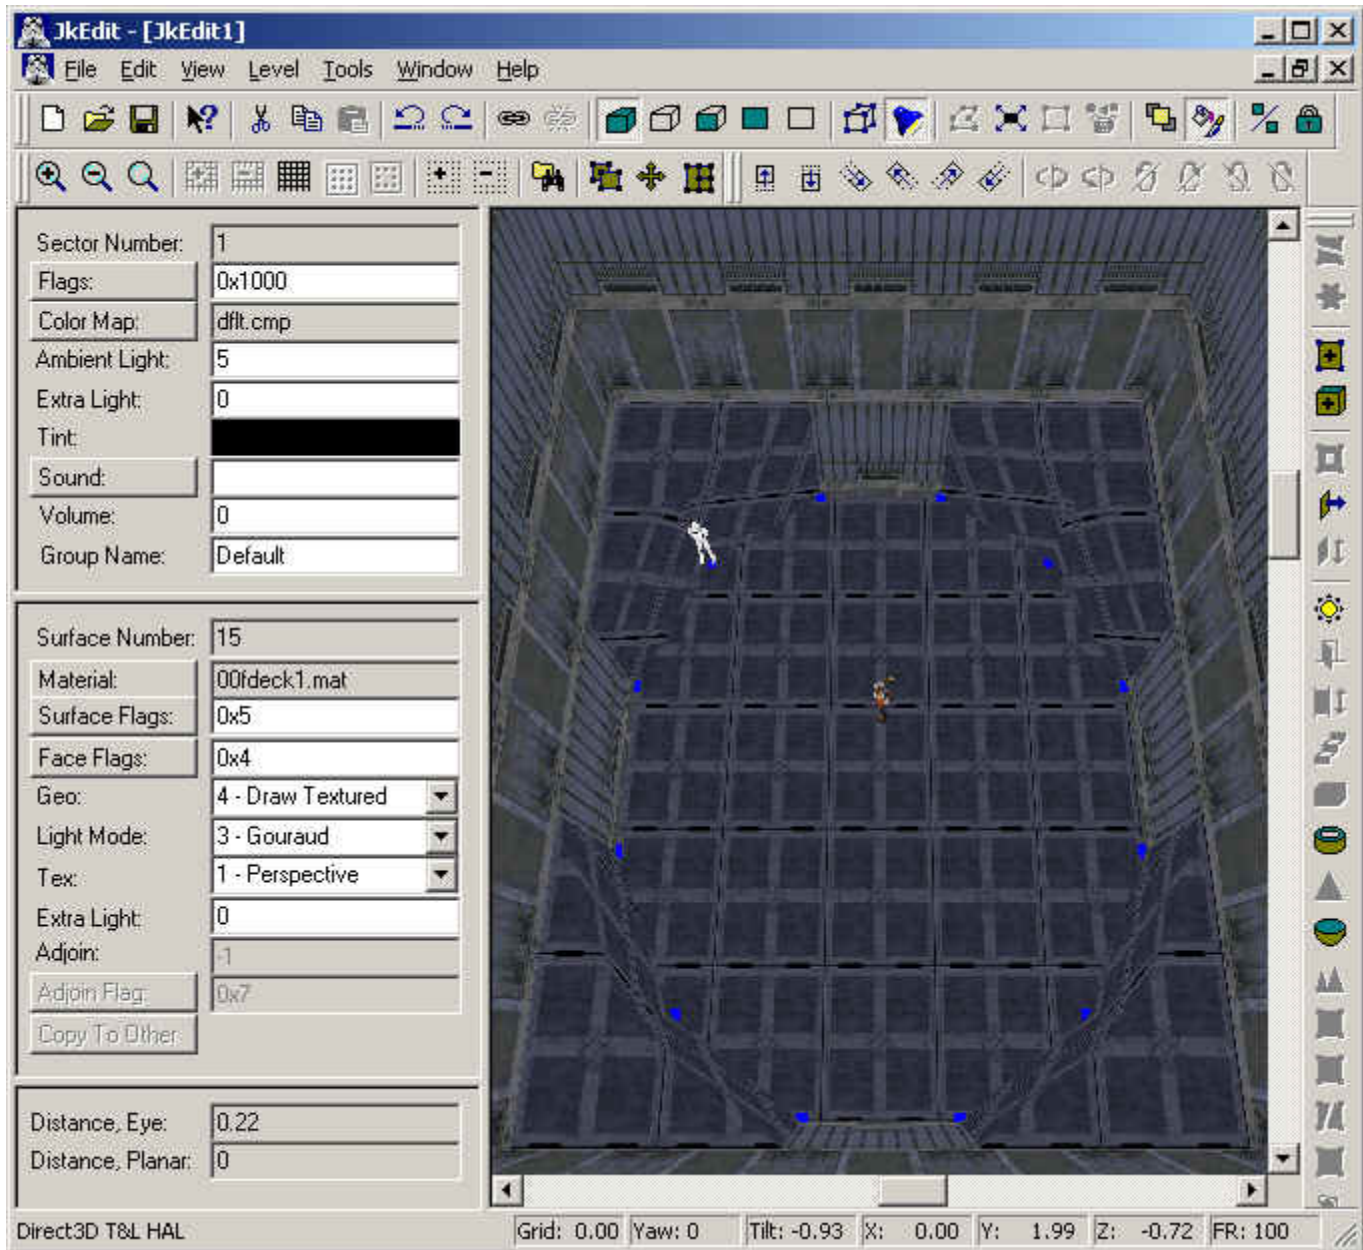 JkEdit - [JkEdit1]
File Edit View Level Tools Window Help
Sector Number: 1
Flags: 0x1000
Color Map: dflt.cmp
Ambient Light: 5
Extra Light: 0
Tint:
Sound:
Volume: 0
Group Name: Default
Surface Number: 15
Material: 00fdeck1.mat
Surface Flags: 0x5
Face Flags: 0x4
Geo: 4 - Draw Textured
Light Mode: 3 - Gouraud
Tex: 1 - Perspective
Extra Light: 0
Adjoin: -1
Adjoin Flag: 0x7
Copy To Other
Distance, Eye: 0.22
Distance, Planar: 0
Direct3D T&L HAL Grid: 0.00 Yaw: 0 Tilt: -0.93 X: 0.00 Y: 1.99 Z: -0.72 FR: 100